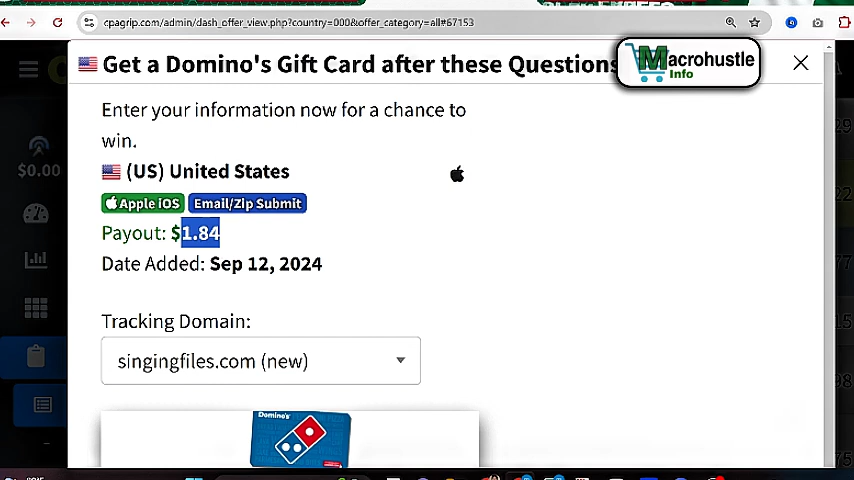 cpagrip.com/admin/dash_offer_view.php?country=000&offer_category=all#67153
Get a Domino's Gift Card after these Questions
Macrohustle
Info
Enter your information now for a chance to
win.
(US) United States
Apple iOS
Email/Zip Submit
Payout: $1.84
Date Added: Sep 12, 2024
$0.00
Tracking Domain:
singingfiles.com (new)
Domino's